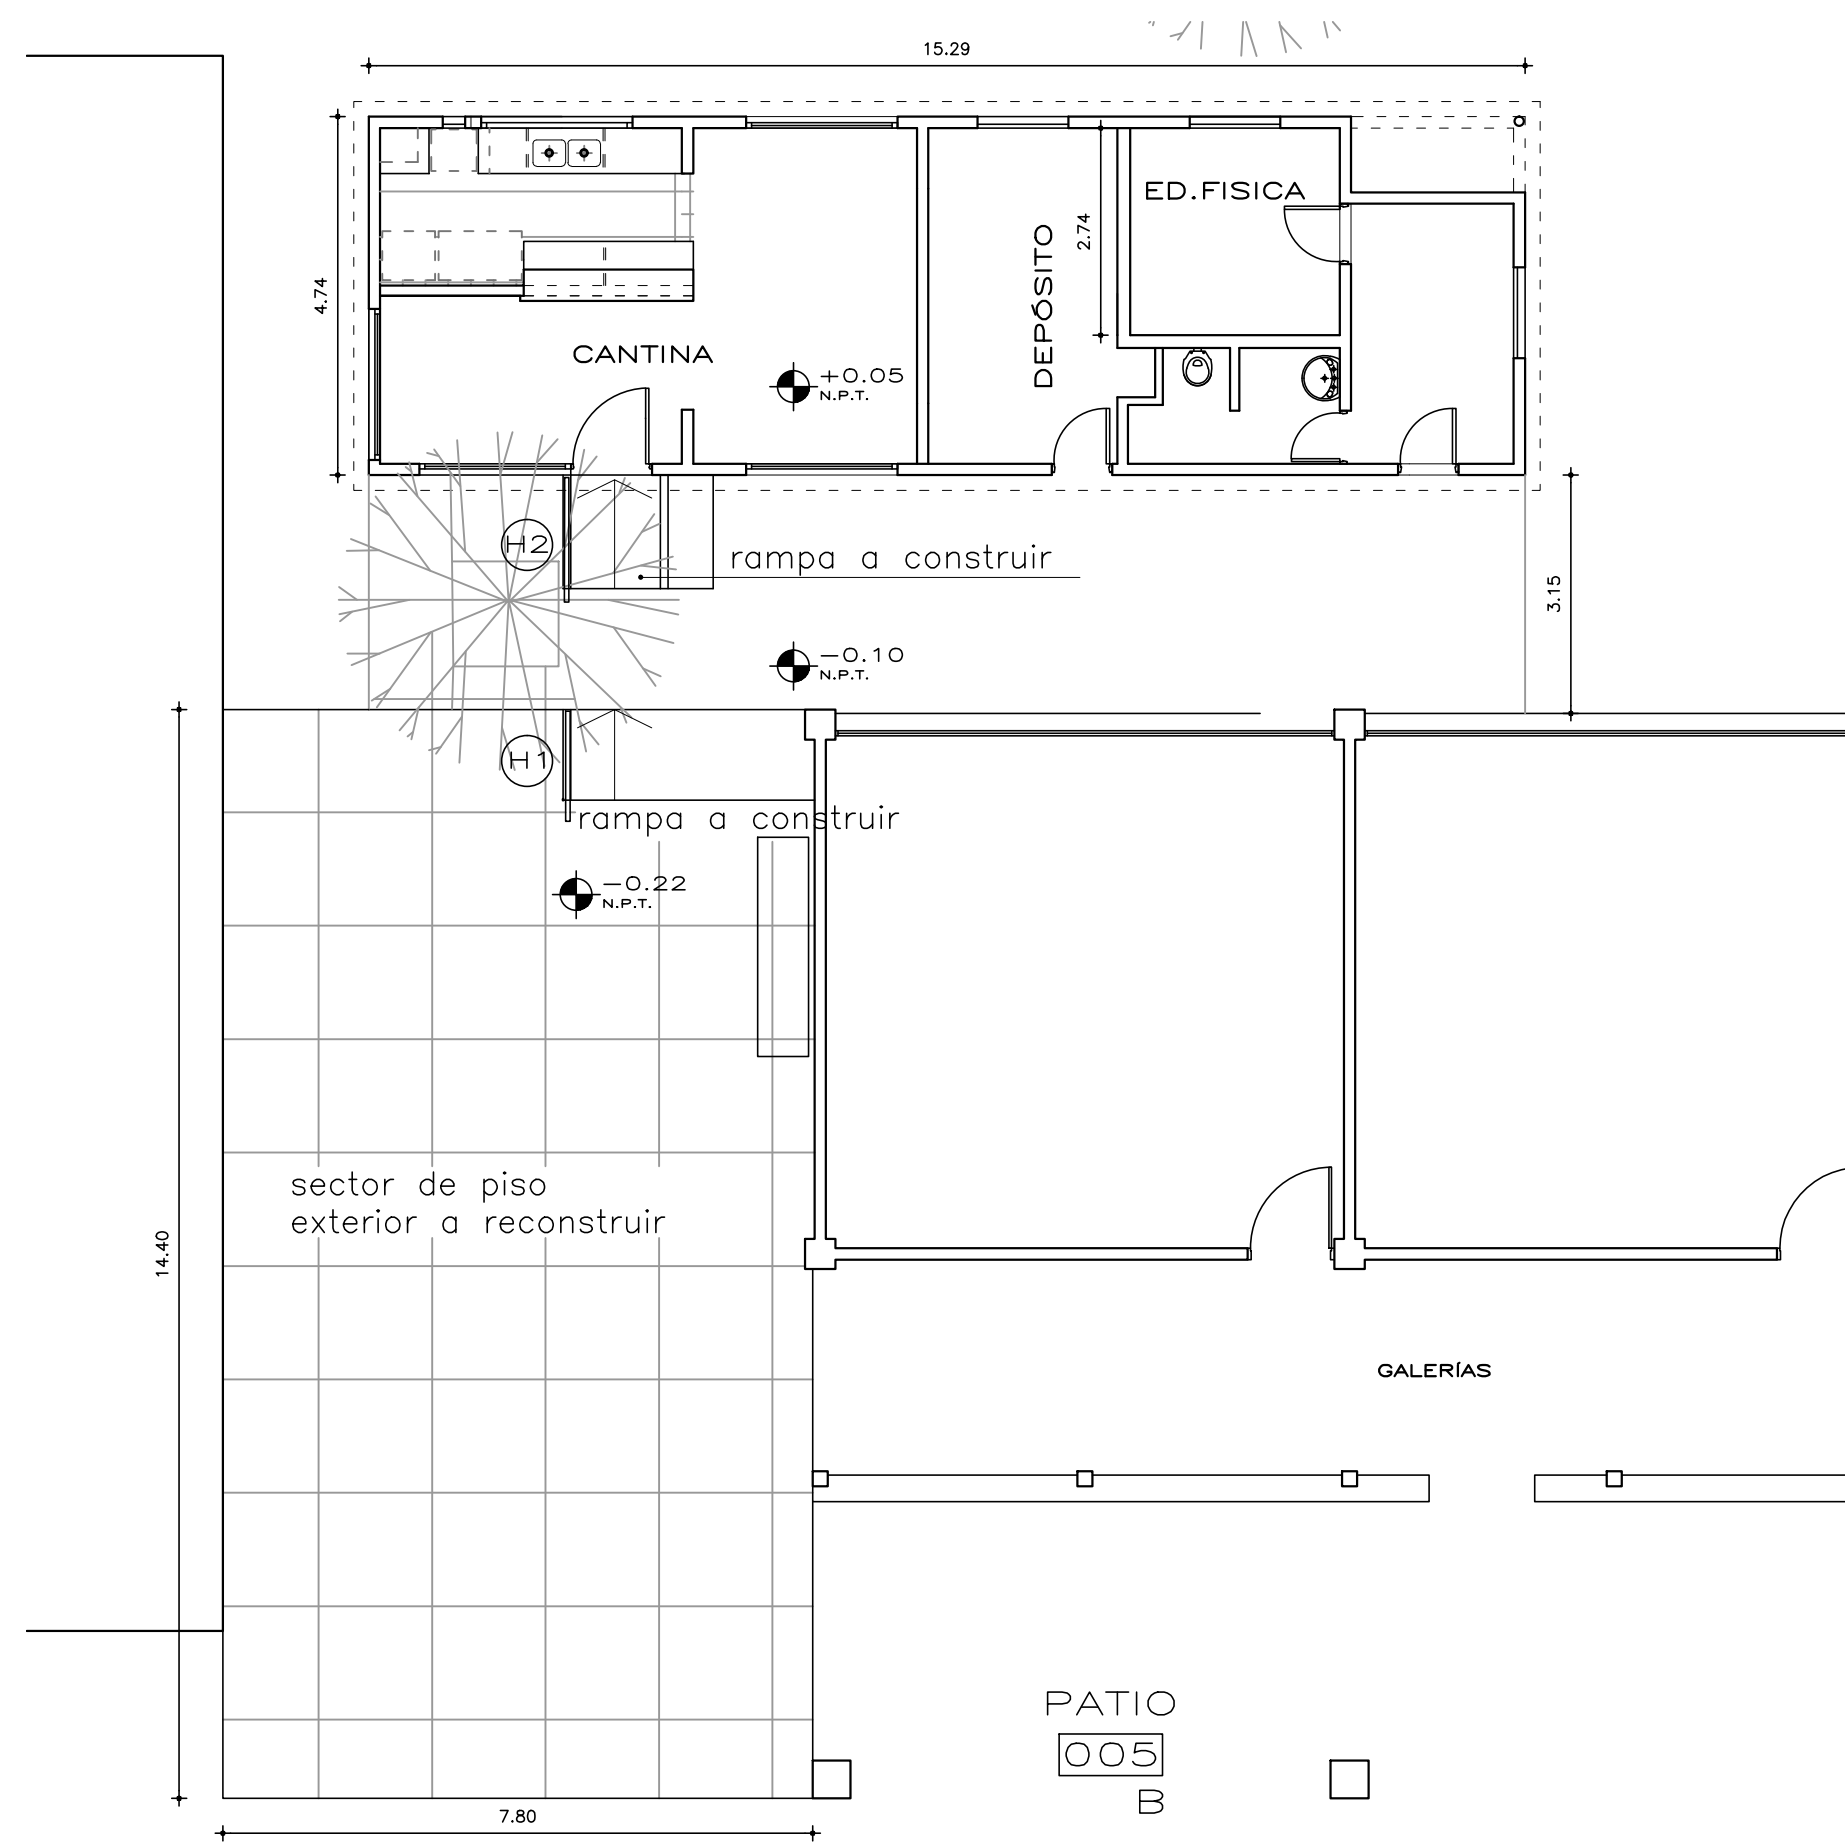 15.29
ED.FISICA
2.74
DEPÓSITO
4.74
CANTINA
+0.05
N.P.T.
H2
rampa a construir
3.15
-0.10
N.P.T.
H1
rampa a construir
-0.22
N.P.T.
sector de piso
exterior a reconstruir
14.40
GALERÍAS
PATIO
005
B
7.80